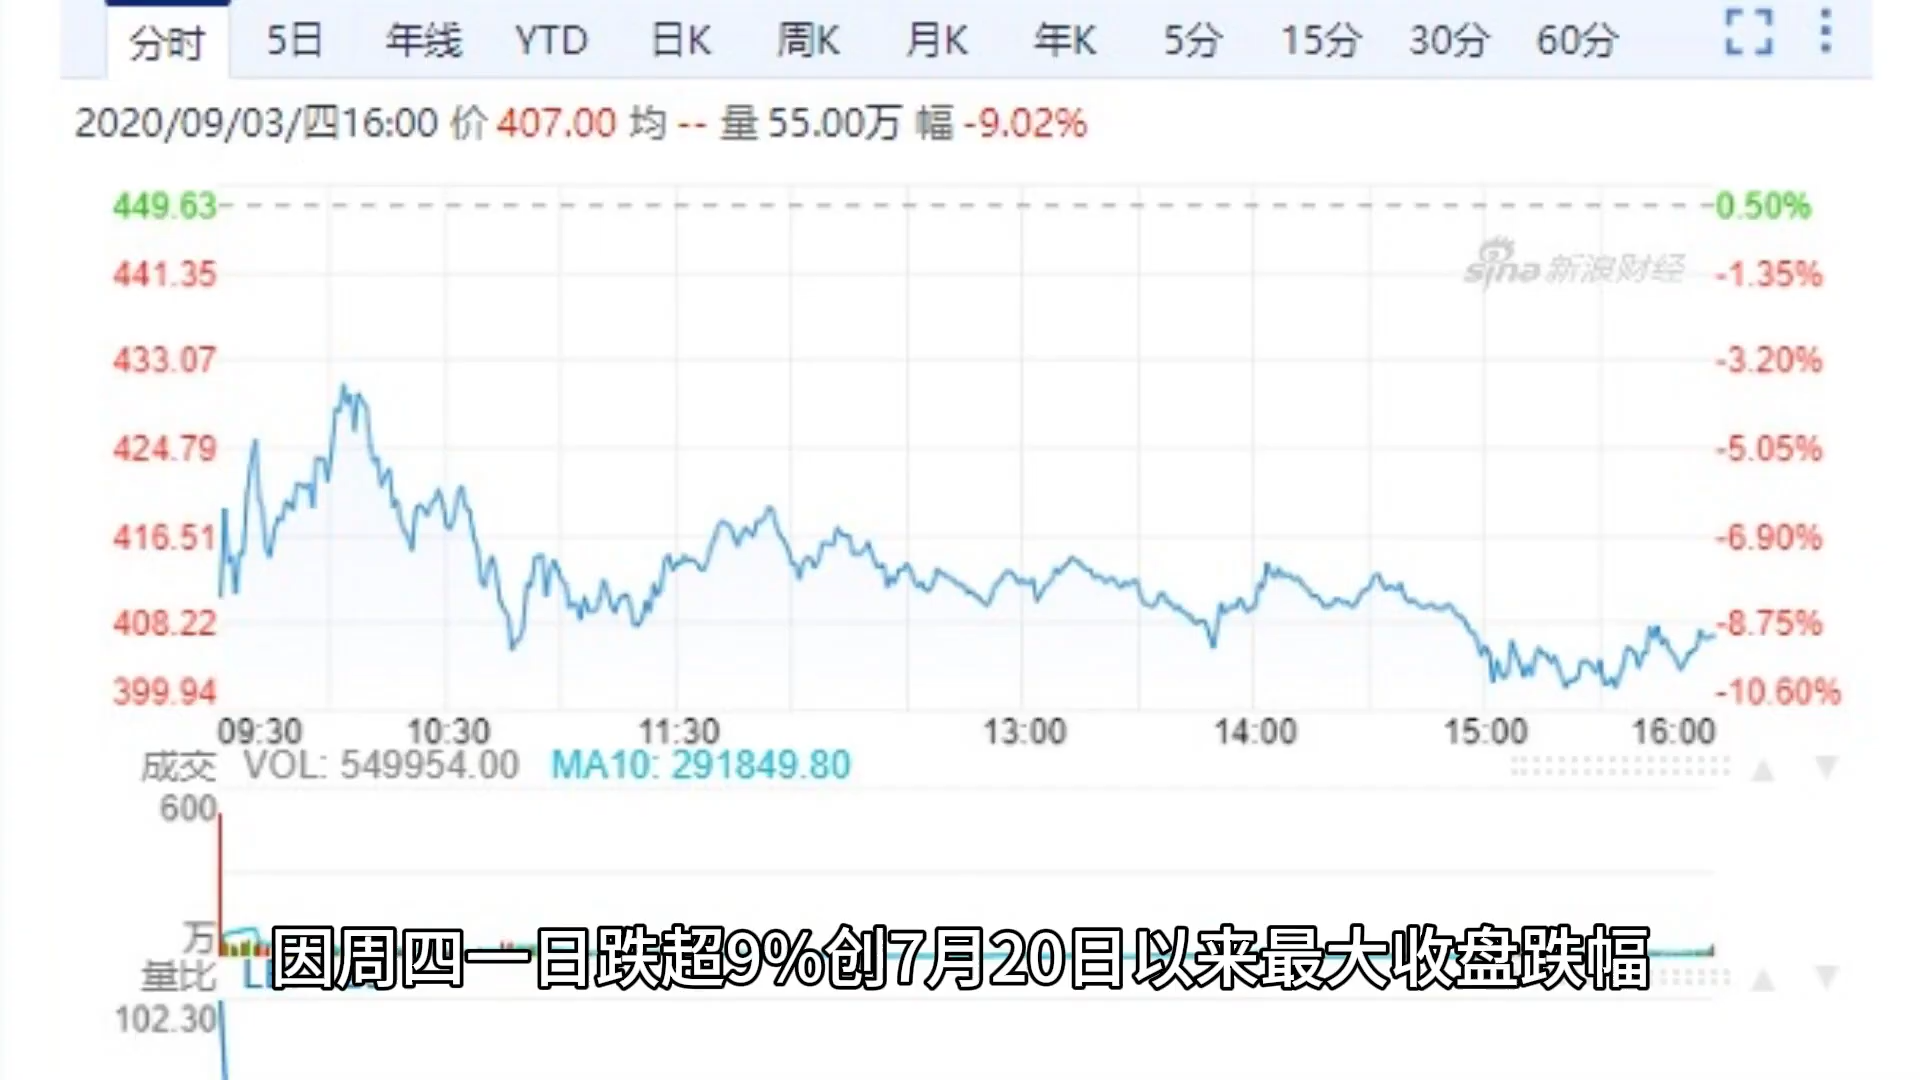 分时 5日 年线 YTD 日K 周K 月K 年K 5分 15分 30分 60分
2020/09/03/四16:00 价 407.00 均 -- 量 55.00万 幅 -9.02%
449.63 0.50%
sina 新浪财经
441.35 -1.35%
433.07 -3.20%
424.79 -5.05%
416.51 -6.90%
408.22 -8.75%
399.94 -10.60%
09:30 10:30 11:30 13:00 14:00 15:00 16:00
成交 VOL: 549954.00 MA10: 291849.80
600
万
因周四一日跌超9%创7月20日以来最大收盘跌幅
量比
102.30